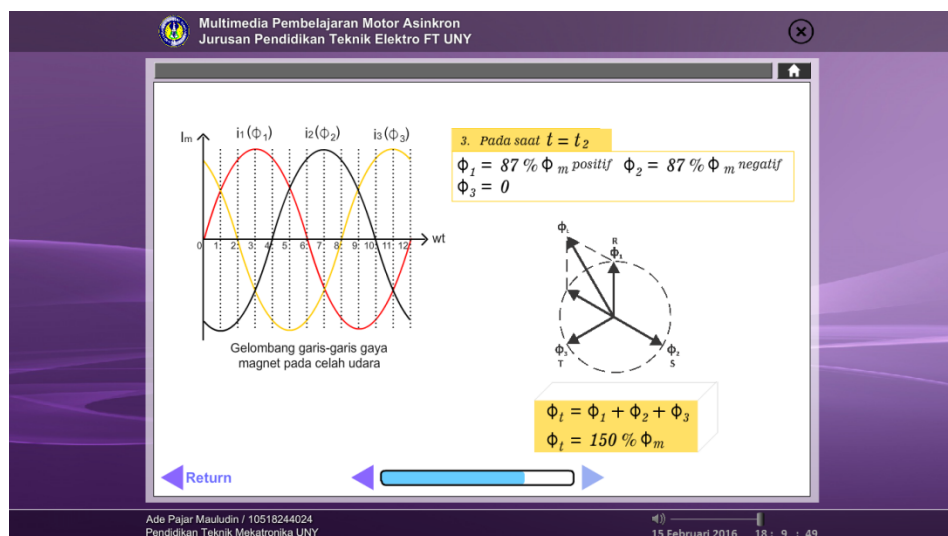 Multimedia Pembelajaran Motor Asinkron
Jurusan Pendidikan Teknik Elektro FT UNY
Im
i1(Φ1) i2(Φ2) i3(Φ3)
0 1 2 3 4 5 6 7 8 9 10 11 12
wt
Gelombang garis-garis gaya
magnet pada celah udara
3. Pada saat t = t2
Φ1 = 87 % Φm positif Φ2 = 87 % Φm negatif
Φ3 = 0
ΦL
R
Φ1
Φ3
T
Φ2
S
Φt = Φ1 + Φ2 + Φ3
Φt = 150 % Φm
Return
Ade Pajar Mauludin / 10518244024
Pendidikan Teknik Mekatronika UNY
15 Februari 2016 18 : 9 : 49